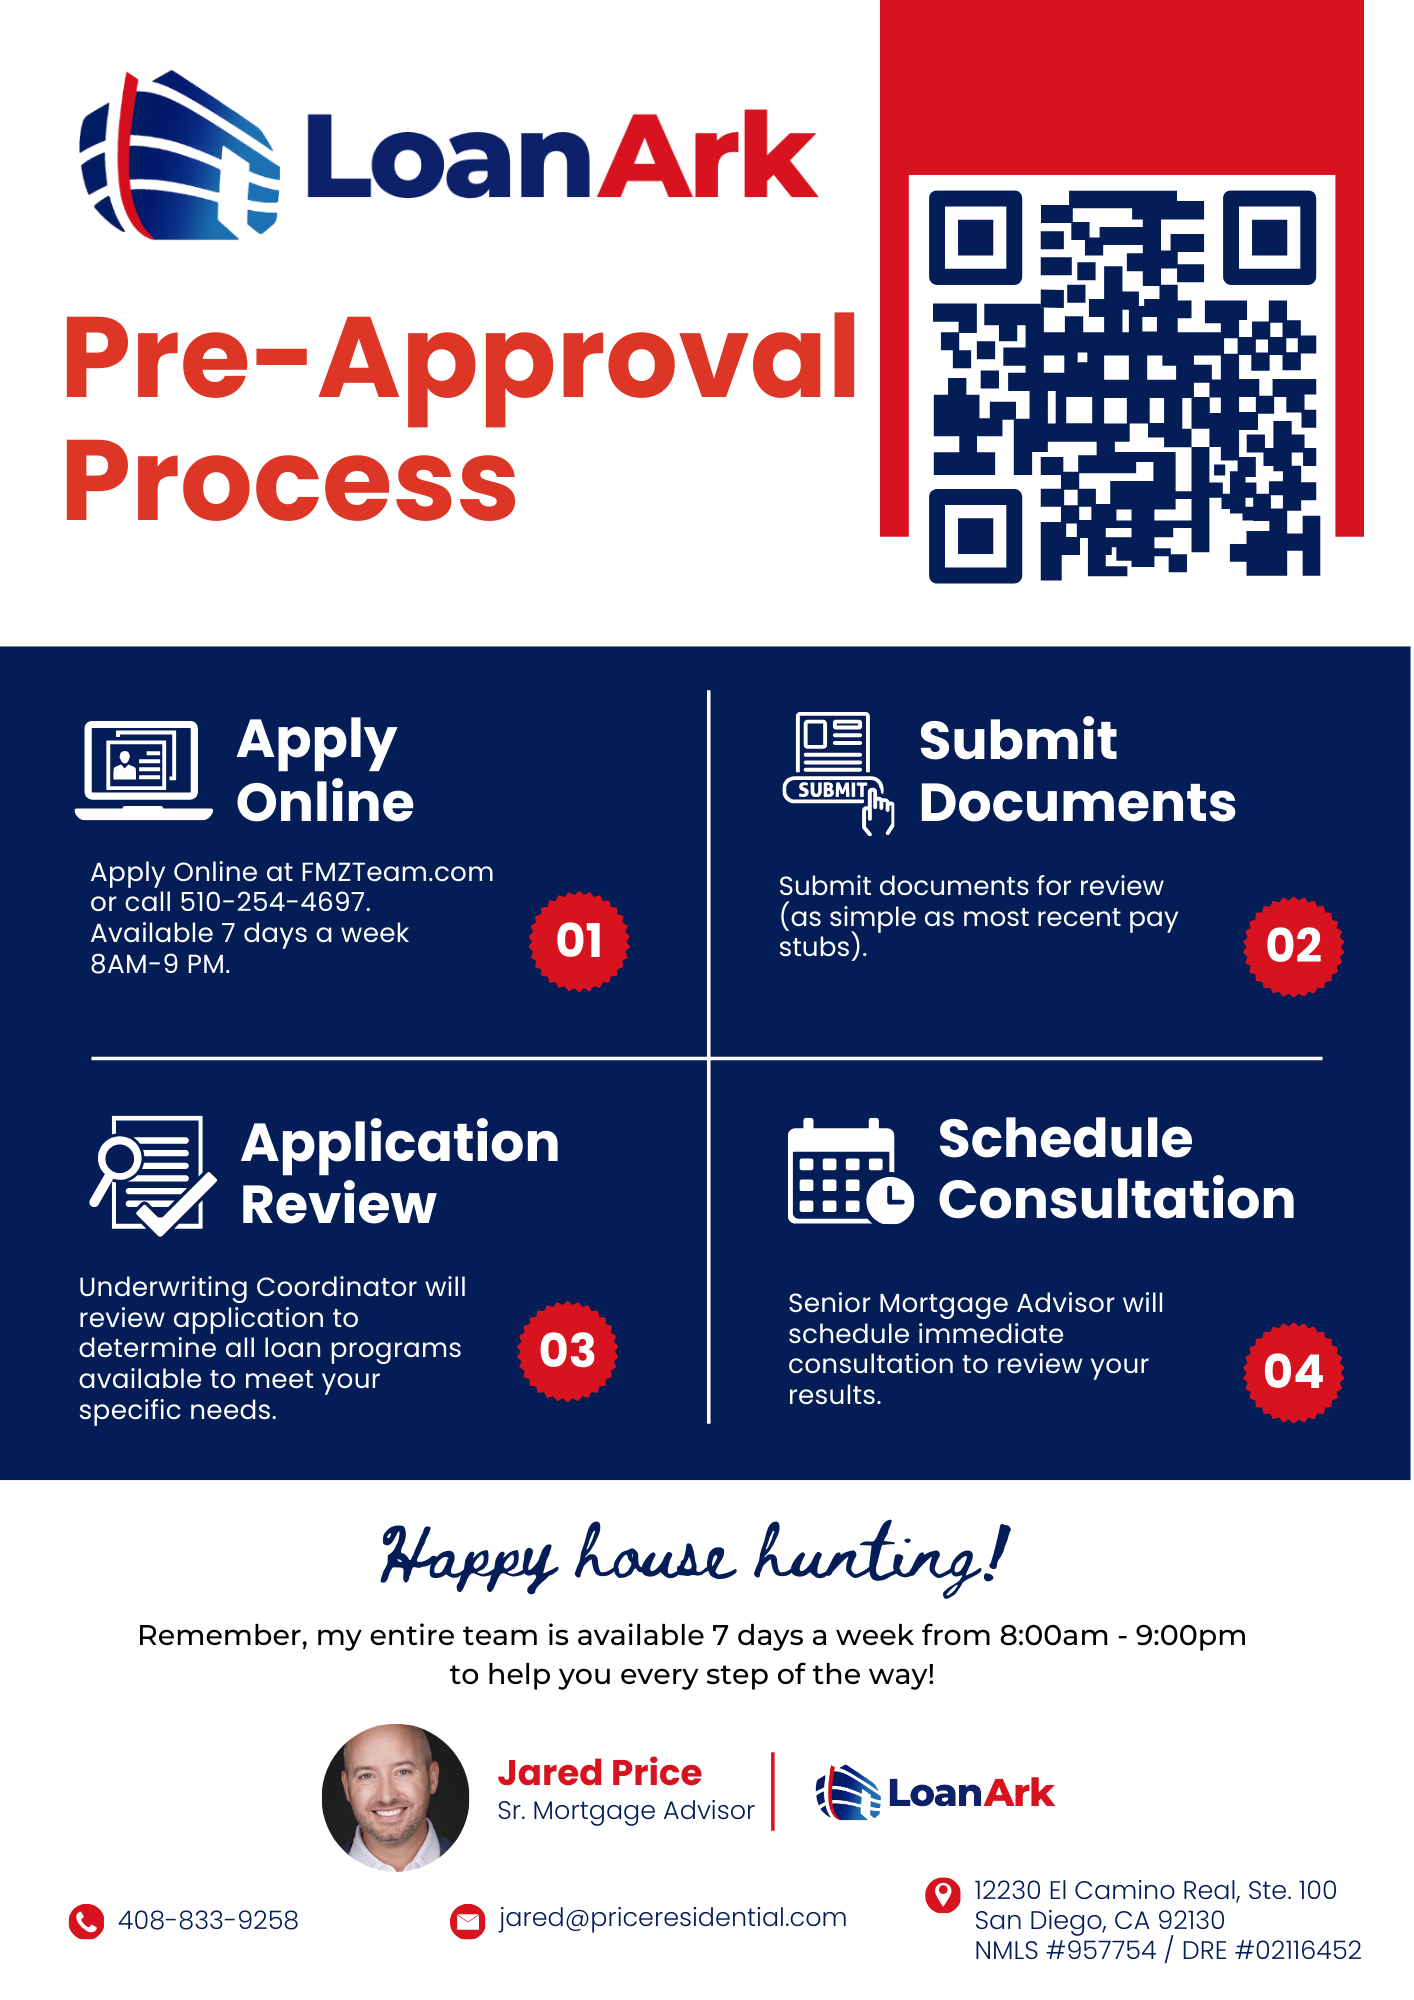 LoanArk
Pre-Approval
Process
Apply
Online
Apply Online at FMZTeam.com
or call 510-254-4697.
Available 7 days a week
8AM-9 PM.
01
SUBMIT
Submit
Documents
Submit documents for review
(as simple as most recent pay
stubs).
02
Application
Review
Underwriting Coordinator will
review application to
determine all loan programs
available to meet your
specific needs.
03
Schedule
Consultation
Senior Mortgage Advisor will
schedule immediate
consultation to review your
results.
04
Happy house hunting!
Remember, my entire team is available 7 days a week from 8:00am - 9:00pm
to help you every step of the way!
Jared Price
Sr. Mortgage Advisor
LoanArk
408-833-9258
jared@priceresidential.com
12230 El Camino Real, Ste. 100
San Diego, CA 92130
NMLS #957754 / DRE #02116452